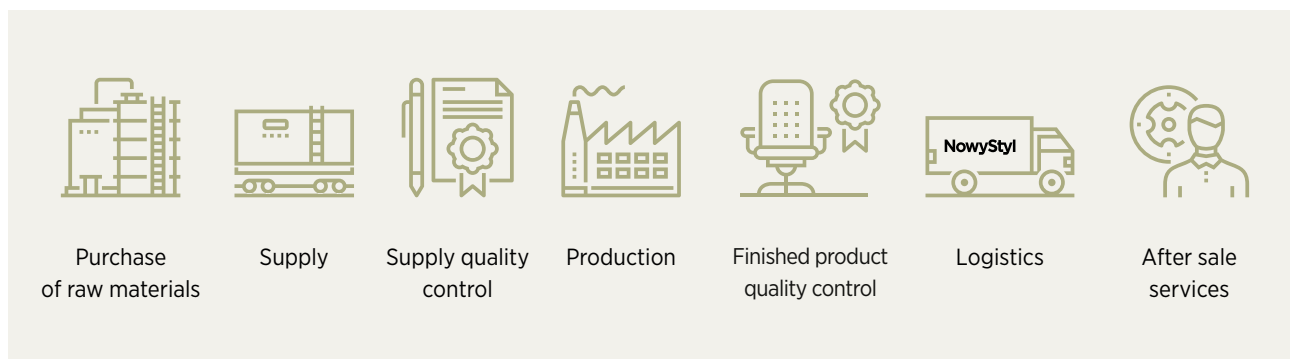 NowyStyl
Purchase
of raw materials
Supply
Supply quality
control
Production
Finished product
quality control
Logistics
After sale
services